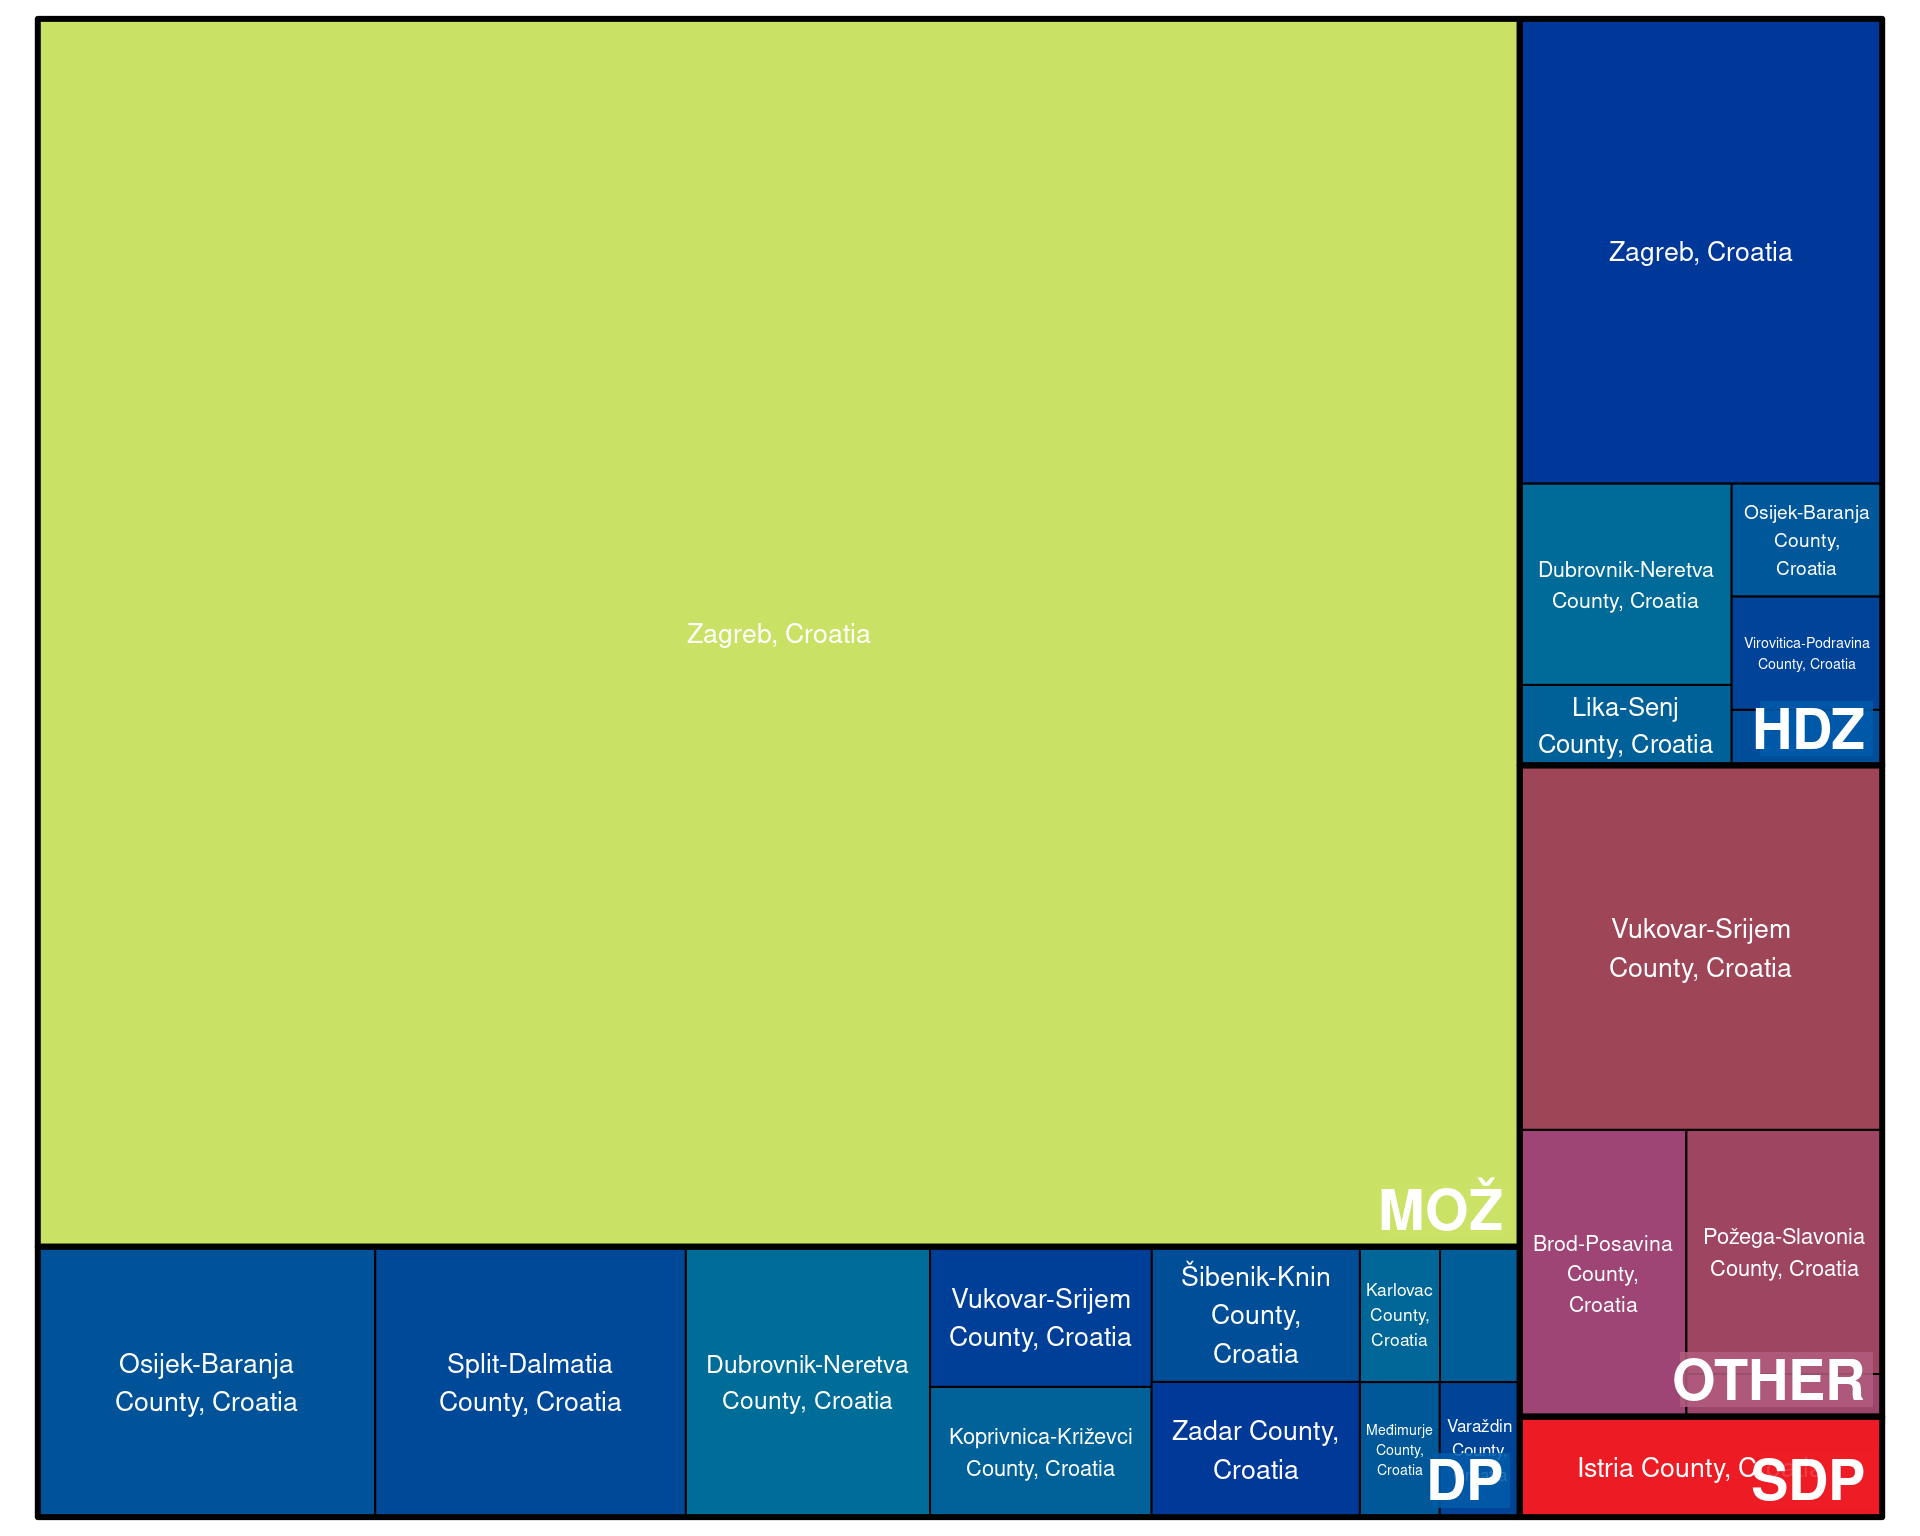 Zagreb, Croatia
MOŽ
Zagreb, Croatia
Dubrovnik-Neretva
County, Croatia
Osijek-Baranja
County,
Croatia
Virovitica-Podravina
County, Croatia
Lika-Senj
County, Croatia
HDZ
Vukovar-Srijem
County, Croatia
Brod-Posavina
County,
Croatia
Požega-Slavonia
County, Croatia
OTHER
Osijek-Baranja
County, Croatia
Split-Dalmatia
County, Croatia
Dubrovnik-Neretva
County, Croatia
Vukovar-Srijem
County, Croatia
Koprivnica-Križevci
County, Croatia
Šibenik-Knin
County,
Croatia
Zadar County,
Croatia
Karlovac
County,
Croatia
Međimurje
County,
Croatia
Varaždin
County,
DP
Istria County,
SDP